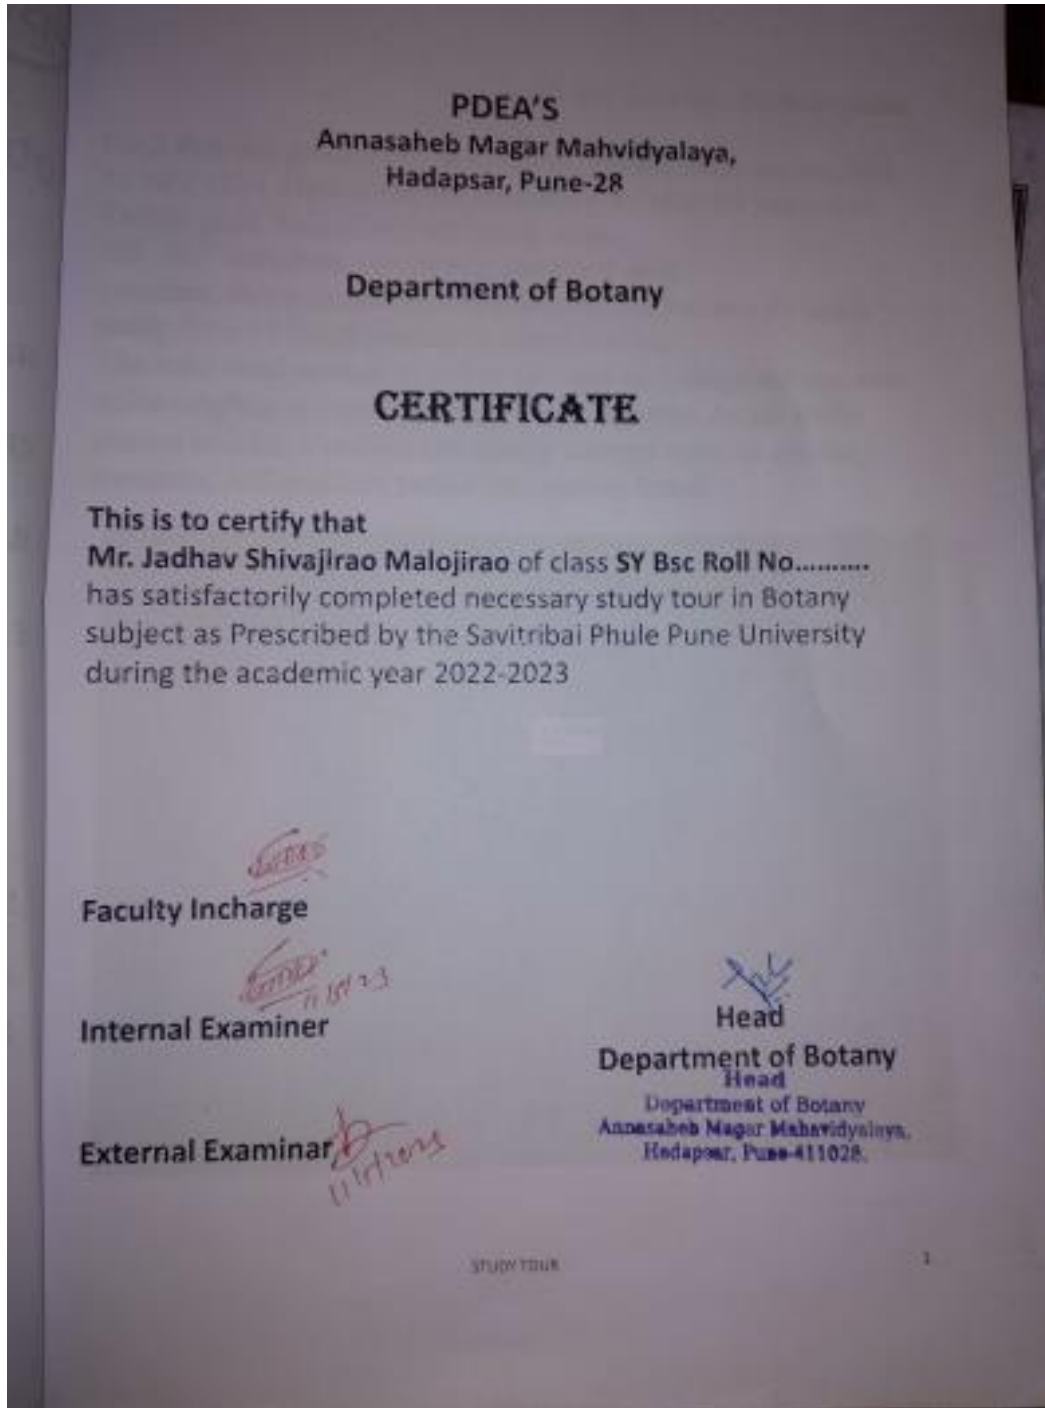 PDEA'S
Annasaheb Magar Mahvidyalaya,
Hadapsar, Pune-28
Department of Botany
CERTIFICATE
This is to certify that
Mr. Jadhav Shivajirao Malojirao of class SY Bsc Roll No..........
has satisfactorily completed necessary study tour in Botany
subject as Prescribed by the Savitribai Phule Pune University
during the academic year 2022-2023
Faculty Incharge
Internal Examiner
Head
Department of Botany
Head
Department of Botany
Annasaheb Magar Mahavidyalaya,
Hadapsar, Pune-411028.
External Examinar
STUDY TOUR
1